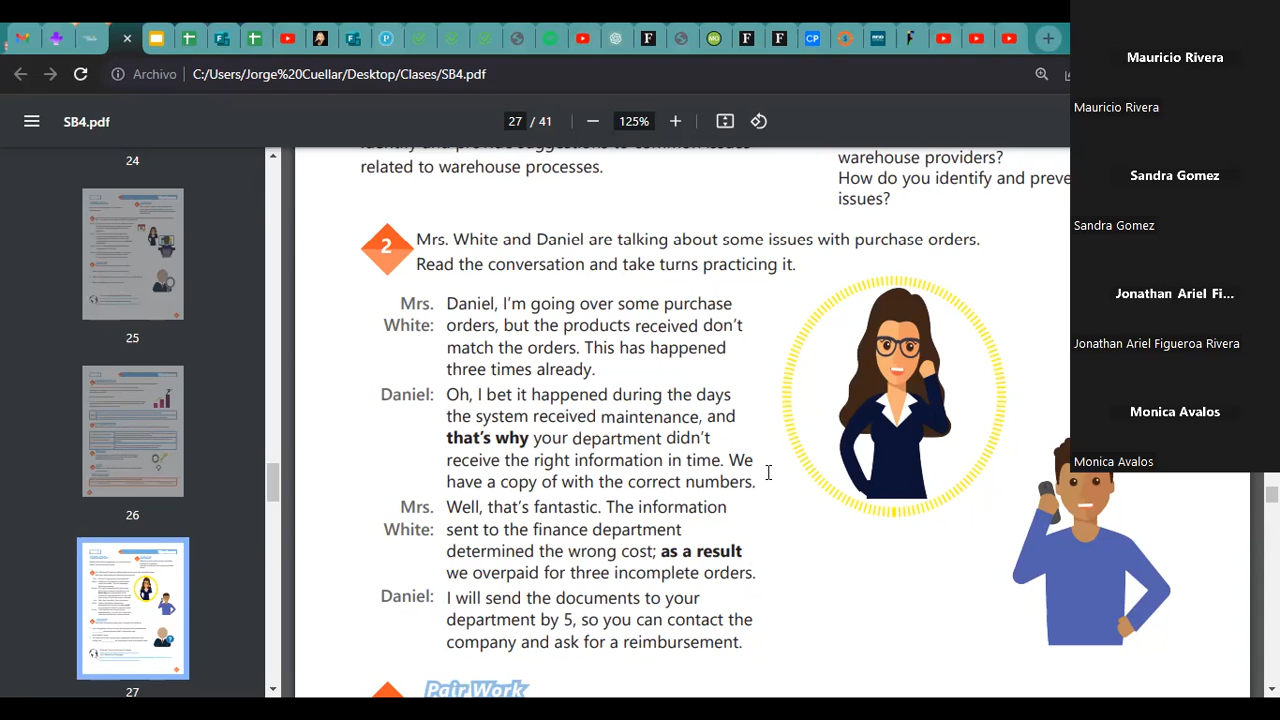 Archivo
C:/Users/Jorge%20Cuellar/Desktop/Clases/SB4.pdf
SB4.pdf
27 / 41
125%
24
25
26
27
related to warehouse processes.
warehouse providers?
How do you identify and preve
issues?
2
Mrs. White and Daniel are talking about some issues with purchase orders.
Read the conversation and take turns practicing it.
Mrs. Daniel, I'm going over some purchase
White: orders, but the products received don't
match the orders. This has happened
three times already.
Daniel: Oh, I bet it happened during the days
the system received maintenance, and
that's why your department didn't
receive the right information in time. We
have a copy of with the correct numbers.
Mrs. Well, that's fantastic. The information
White: sent to the finance department
determined the wrong cost; as a result
we overpaid for three incomplete orders.
Daniel: I will send the documents to your
department by 5, so you can contact the
company and ask for a reimbursement.
Pair Work
Mauricio Rivera
Mauricio Rivera
Sandra Gomez
Sandra Gomez
Jonathan Ariel Fi...
Jonathan Ariel Figueroa Rivera
Monica Avalos
Monica Avalos